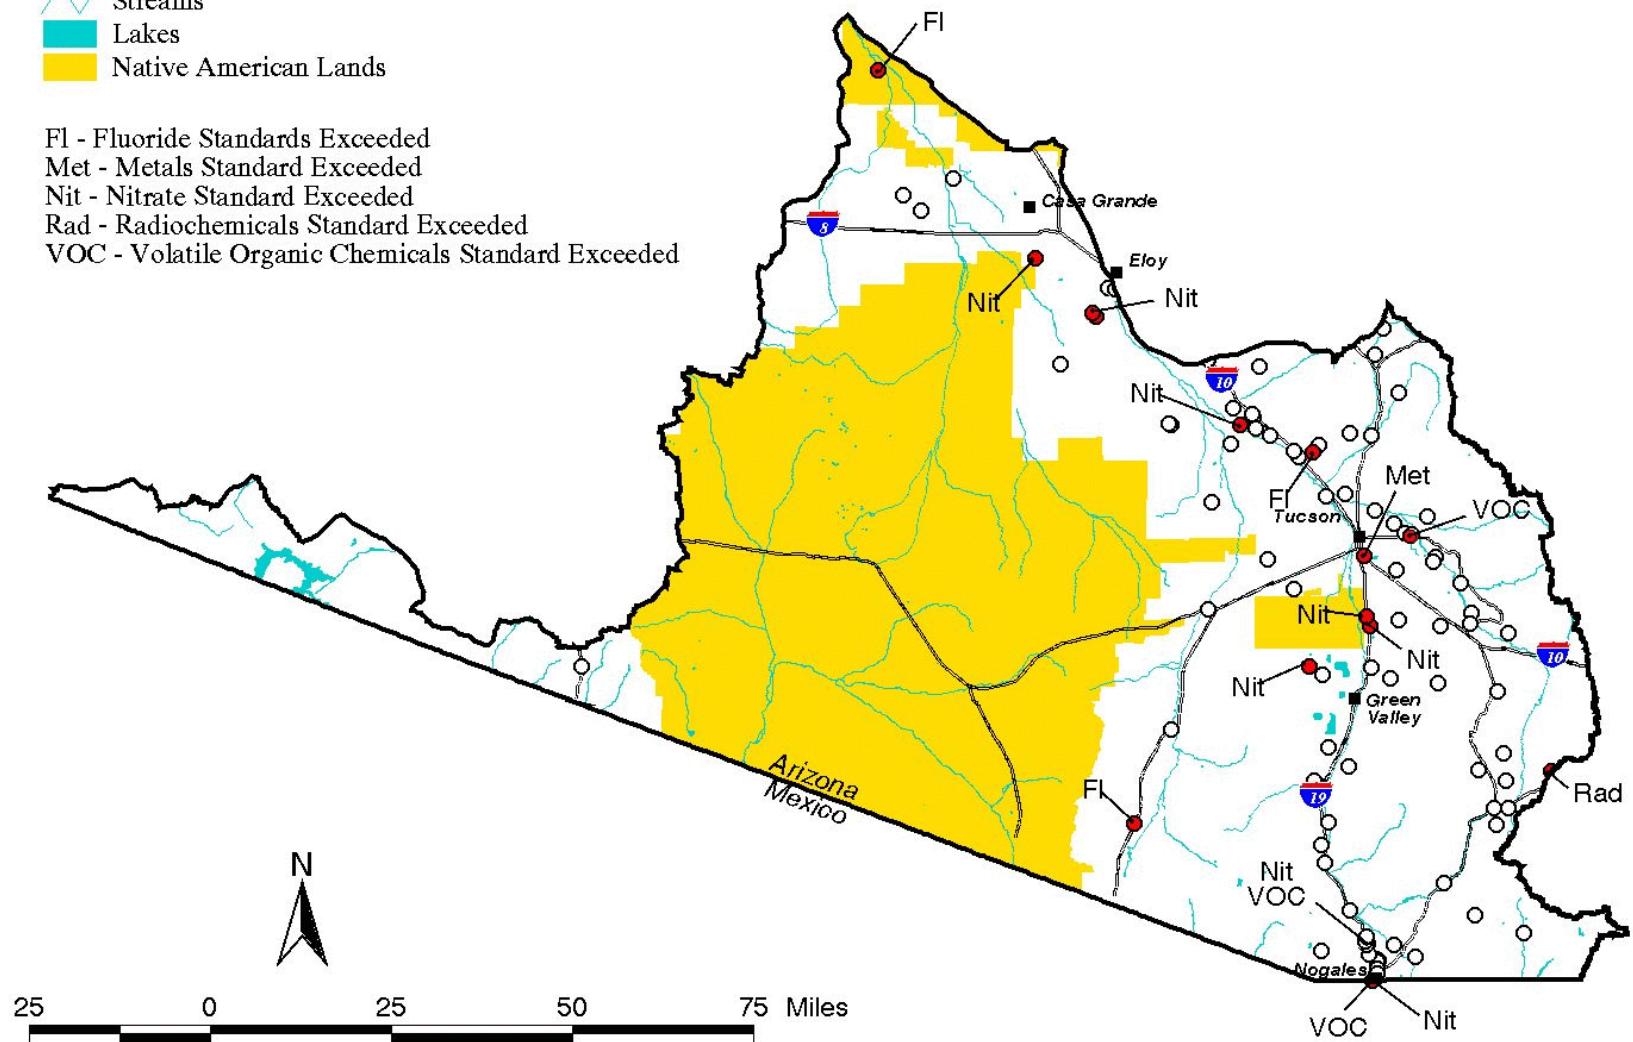 Streams
Lakes
Native American Lands
Fl - Fluoride Standards Exceeded
Met - Metals Standard Exceeded
Nit - Nitrate Standard Exceeded
Rad - Radiochemicals Standard Exceeded
VOC - Volatile Organic Chemicals Standard Exceeded
Fl
Casa Grande
8
Eloy
Nit
Nit
10
Nit
Met
Fl
VOC
Tucson
Nit
Nit
10
Nit
Green
Valley
Arizona
Mexico
Fl
19
Rad
N
Nit
VOC
Nogales
25 0 25 50 75 Miles
VOC
Nit